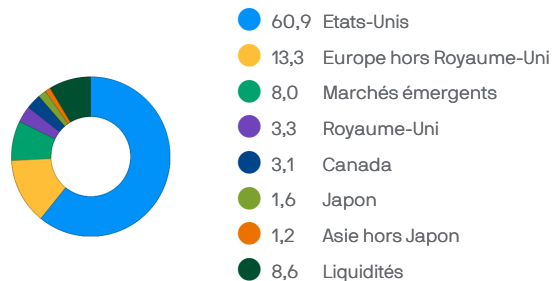 60,9 Etats-Unis
13,3 Europe hors Royaume-Uni
8,0 Marchés émergents
3,3 Royaume-Uni
3,1 Canada
1,6 Japon
1,2 Asie hors Japon
8,6 Liquidités